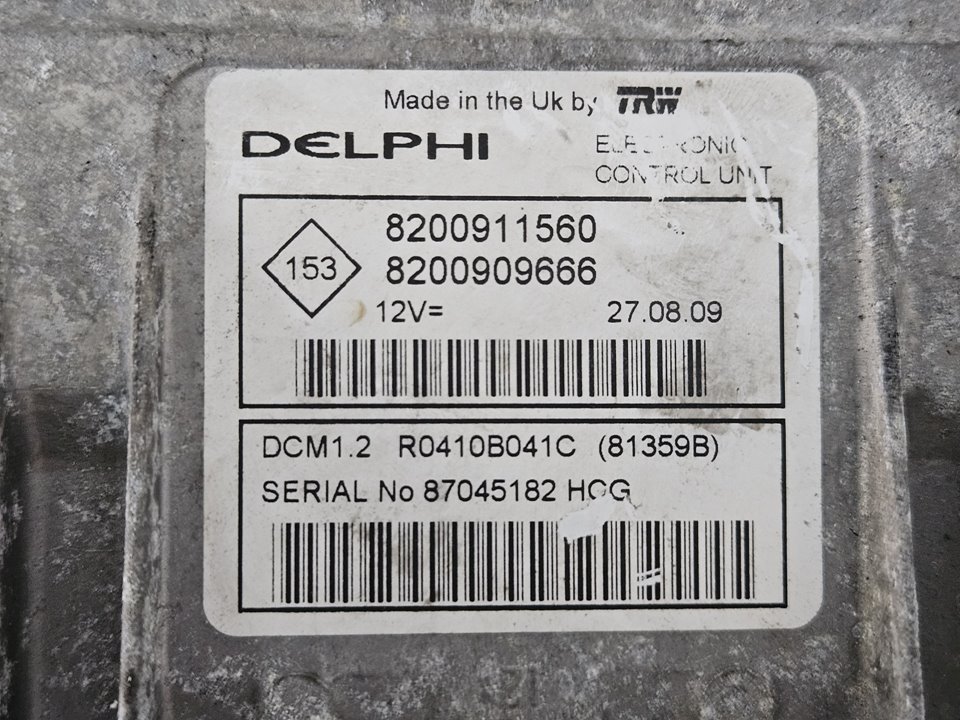 Made in the Uk by TRW
DELPHI
ELECTRONIC
CONTROL UNIT
8200911560
153
8200909666
12V=
27.08.09
DCM1.2 R0410B041C (81359B)
SERIAL No 87045182